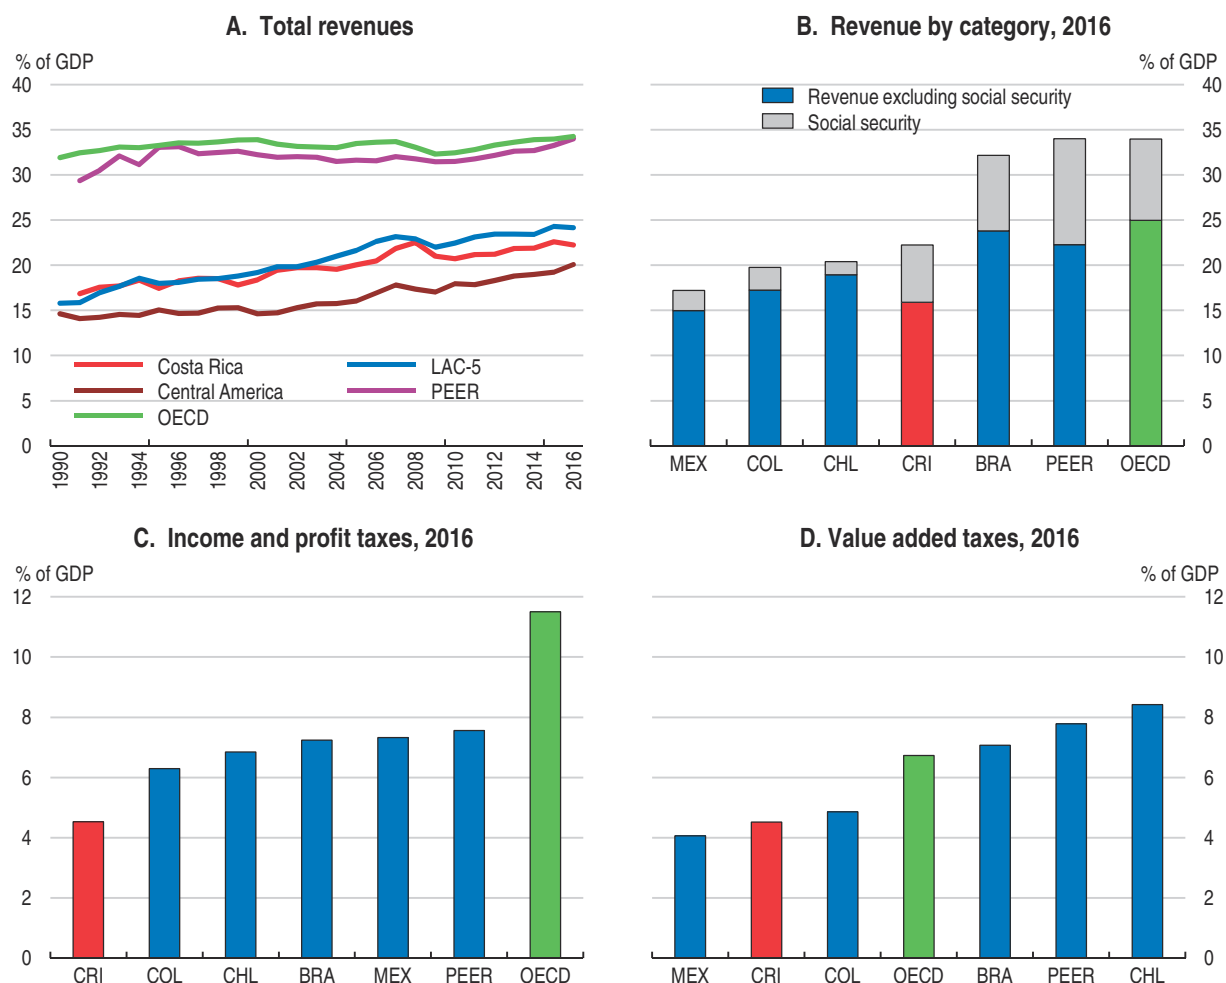 A. Total revenues
% of GDP
40
35
30
25
20
15
10
5
0
Costa Rica
LAC-5
Central America
PEER
OECD
1990
1992
1994
1996
1998
2000
2002
2004
2006
2008
2010
2012
2014
2016
B. Revenue by category, 2016
% of GDP
Revenue excluding social security
Social security
40
35
30
25
20
15
10
5
0
MEX COL CHL CRI BRA PEER OECD
C. Income and profit taxes, 2016
% of GDP
12
10
8
6
4
2
0
CRI COL CHL BRA MEX PEER OECD
D. Value added taxes, 2016
% of GDP
12
10
8
6
4
2
0
MEX CRI COL OECD BRA PEER CHL